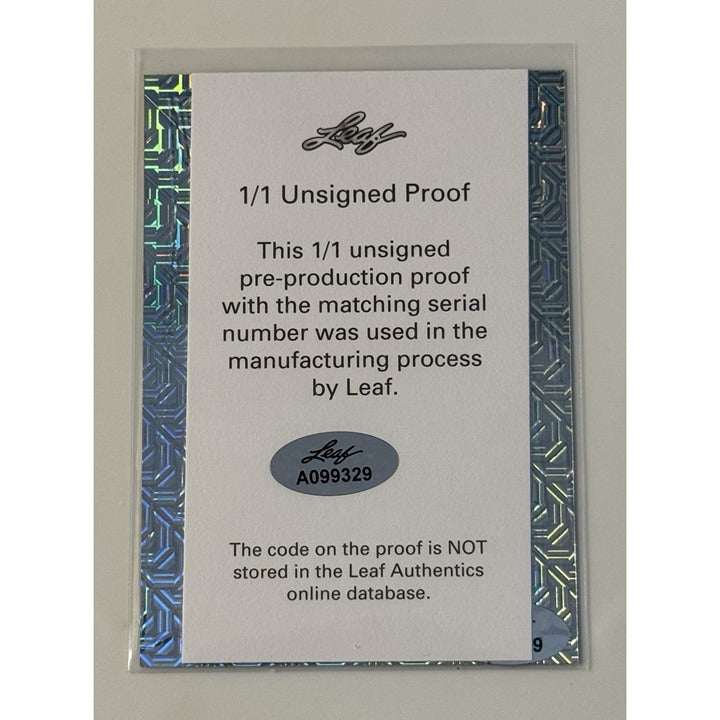 Leaf
1/1 Unsigned Proof
This 1/1 unsigned
pre-production proof
with the matching serial
number was used in the
manufacturing process
by Leaf.
Leaf
A099329
The code on the proof is NOT
stored in the Leaf Authentics
online database.
9